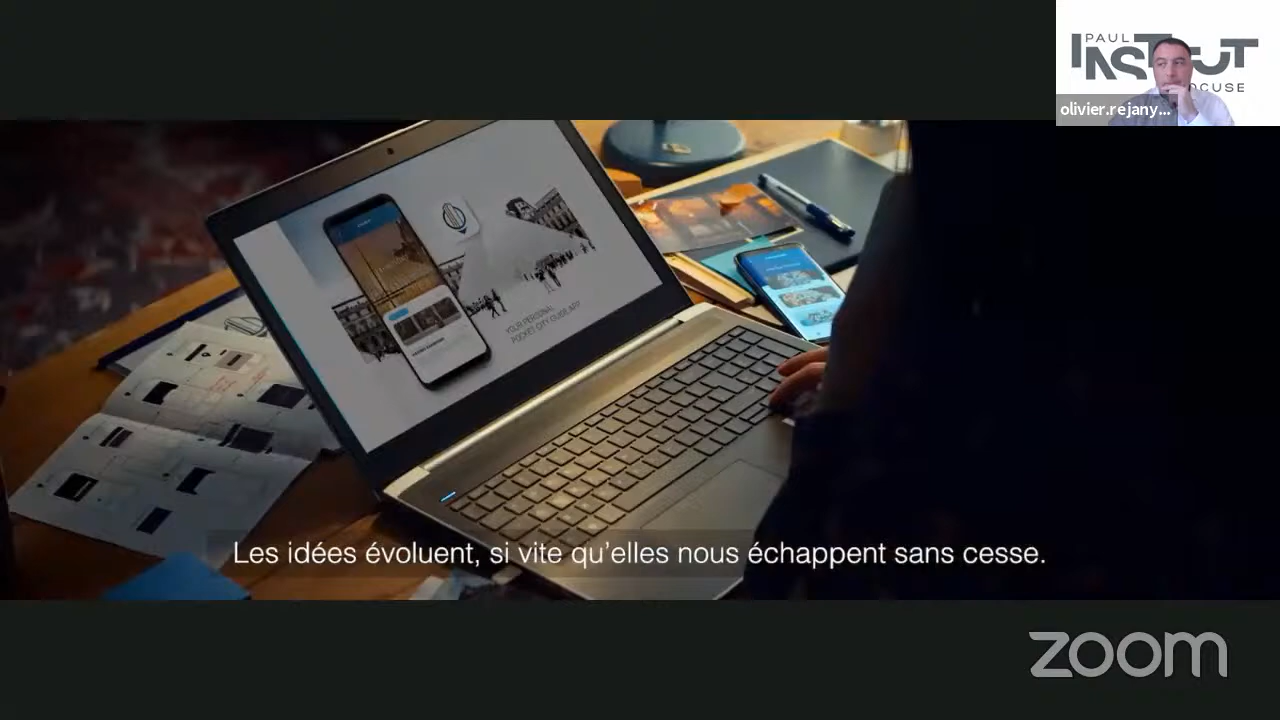 PAUL
INSTITUT
OCUSE
olivier.rejany...
YOUR PERSONAL
POCKET CITY GUIDE APP
Les idées évoluent, si vite qu’elles nous échappent sans cesse.
zoom